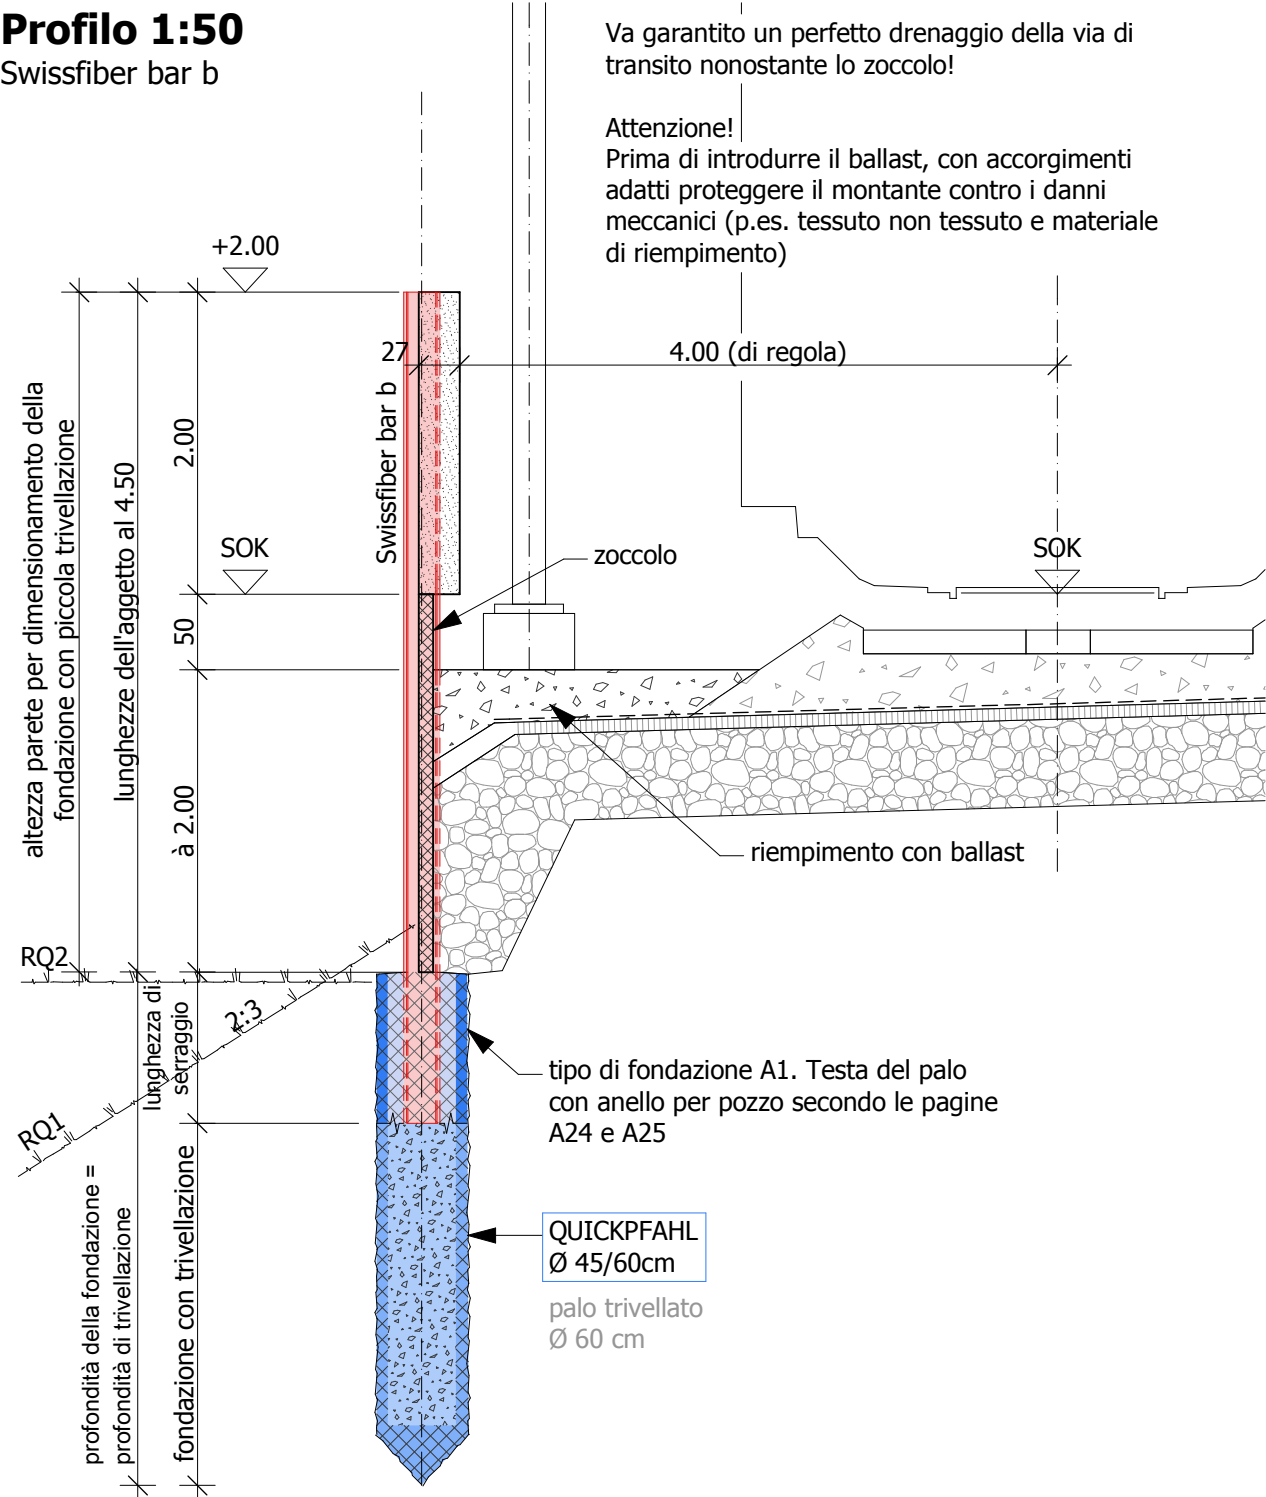 Profilo 1:50
Swissfiber bar b
Va garantito un perfetto drenaggio della via di
transito nonostante lo zoccolo!
Attenzione!
Prima di introdurre il ballast, con accorgimenti
adatti proteggere il montante contro i danni
meccanici (p.es. tessuto non tessuto e materiale
di riempimento)
+2.00
27
4.00 (di regola)
altezza parete per dimensionamento della
fondazione con piccola trivellazione
lunghezze dell'aggetto al 4.50
2.00
Swissfiber bar b
SOK
SOK
zoccolo
50
à 2.00
riempimento con ballast
RQ2
2:3
RQ1
lunghezza di
serraggio
tipo di fondazione A1. Testa del palo
con anello per pozzo secondo le pagine
A24 e A25
profondità della fondazione =
profondità di trivellazione
fondazione con trivellazione
QUICKPFAHL
Ø 45/60cm
palo trivellato
Ø 60 cm